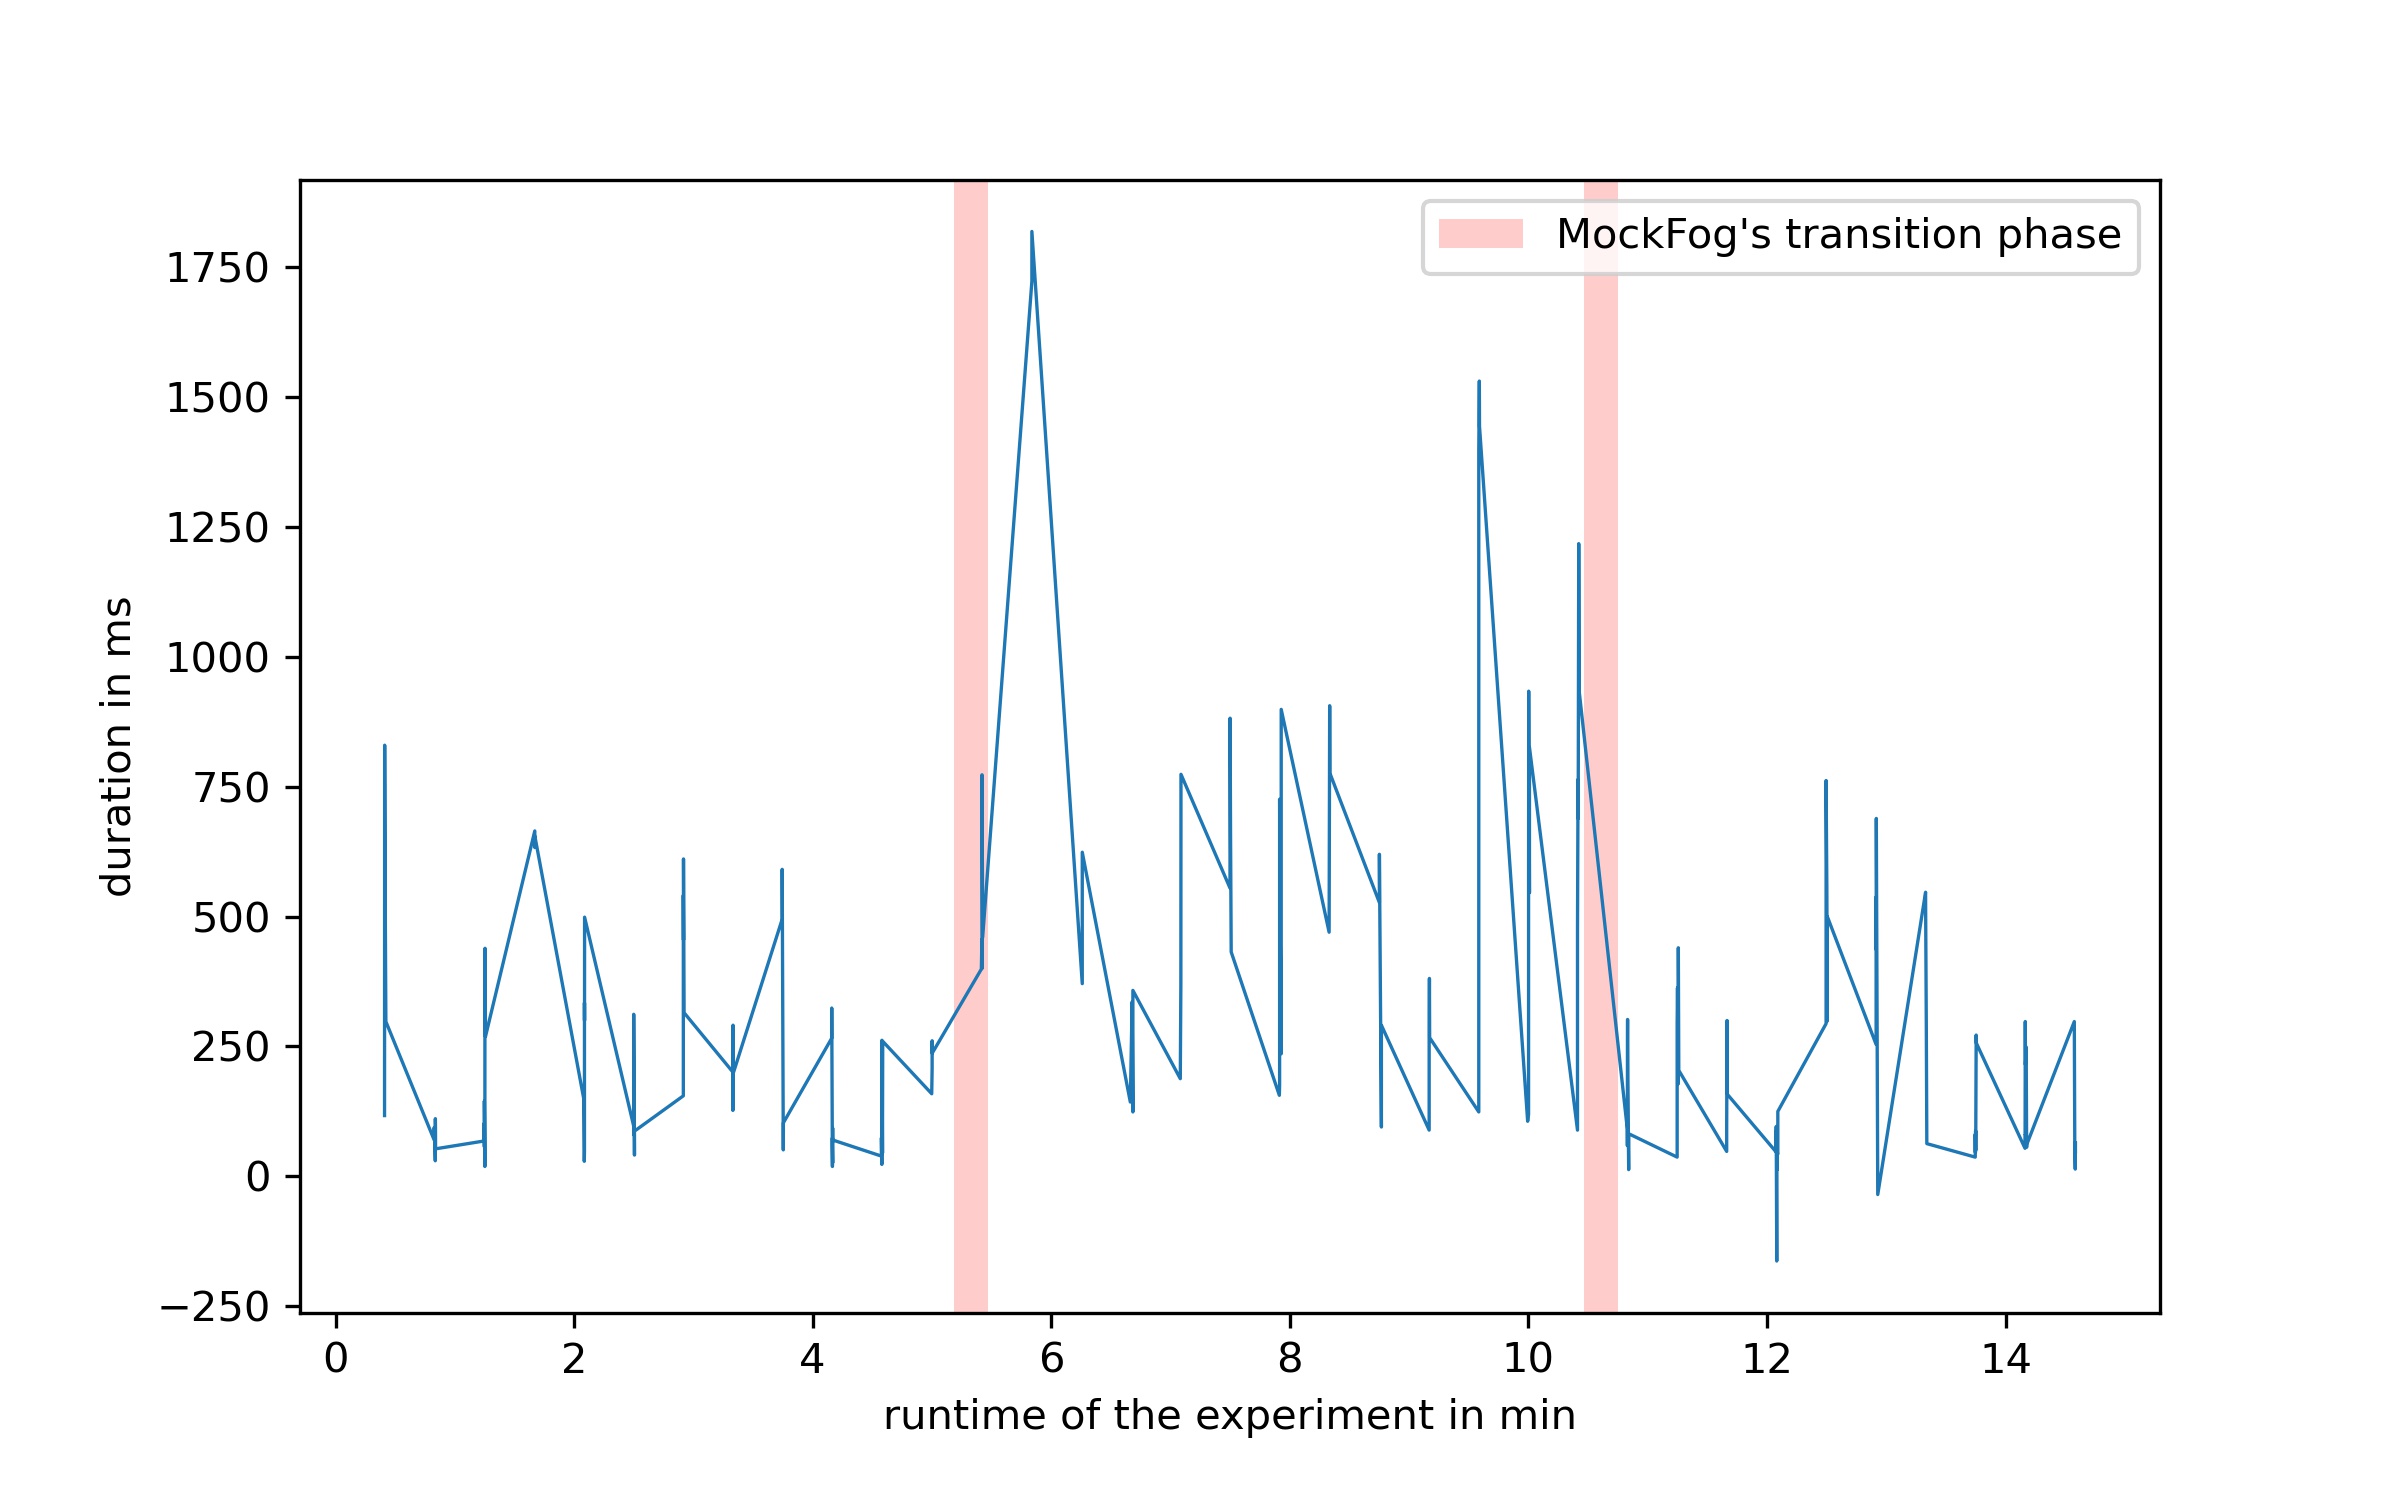 MockFog's transition phase
1750
1500
1250
1000
750
500
250
0
−250
duration in ms
0 2 4 6 8 10 12 14
runtime of the experiment in min